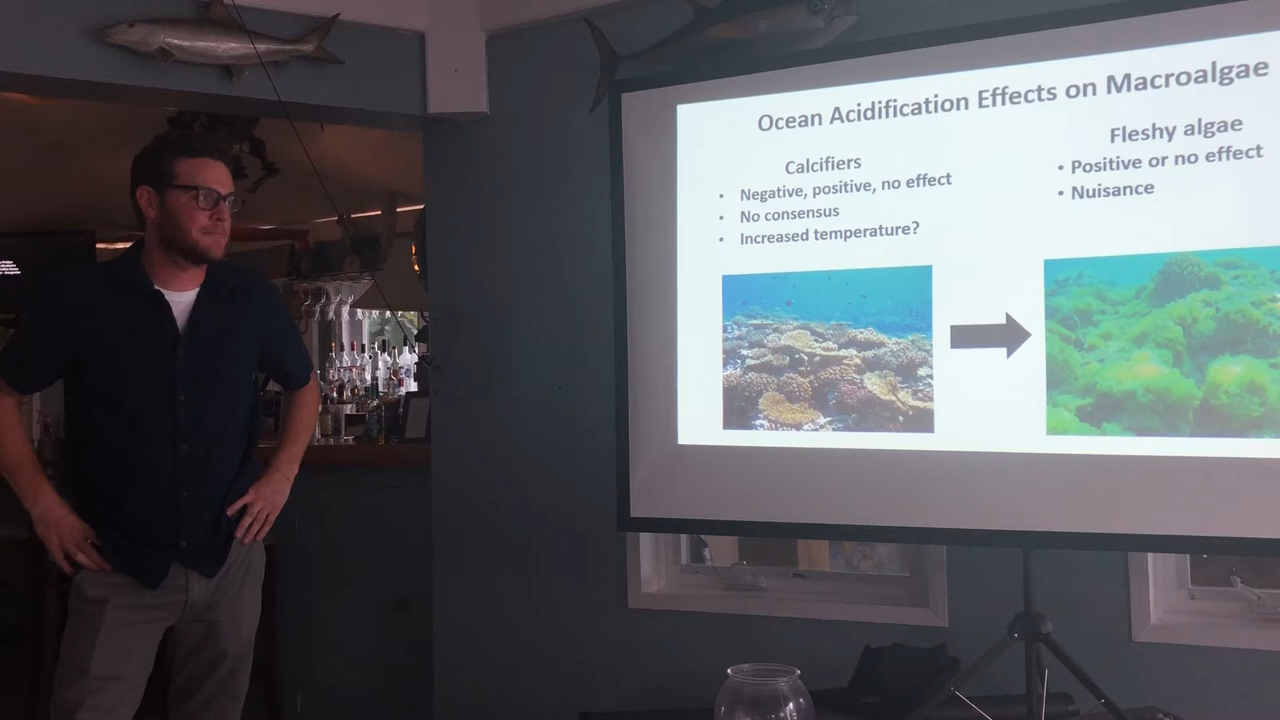 Ocean Acidification Effects on Macroalgae
Calcifiers
• Negative, positive, no effect
• No consensus
• Increased temperature?
Fleshy algae
• Positive or no effect
• Nuisance